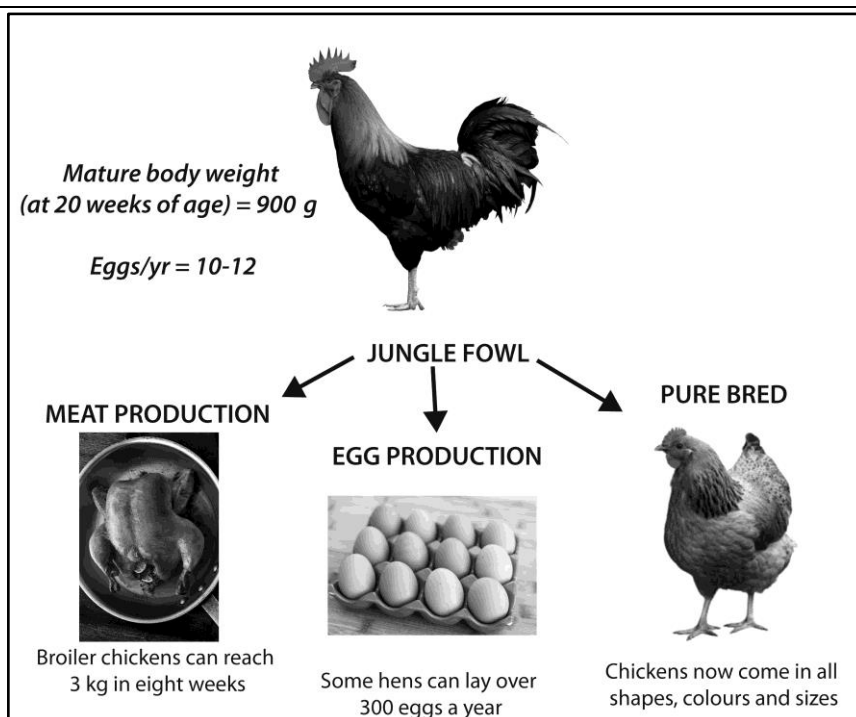 Mature body weight
(at 20 weeks of age) = 900 g
Eggs/yr = 10-12
JUNGLE FOWL
MEAT PRODUCTION
EGG PRODUCTION
PURE BRED
Broiler chickens can reach
3 kg in eight weeks
Some hens can lay over
300 eggs a year
Chickens now come in all
shapes, colours and sizes